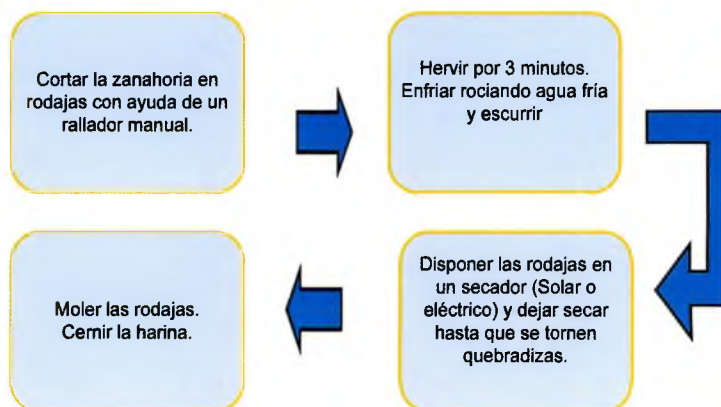 Cortar la zanahoria en
rodajas con ayuda de un
rallador manual.
Hervir por 3 minutos.
Enfriar rociando agua fría
y escurrir
Disponer las rodajas en
un secador (Solar o
eléctrico) y dejar secar
hasta que se tornen
quebradizas.
Moler las rodajas.
Cernir la harina.